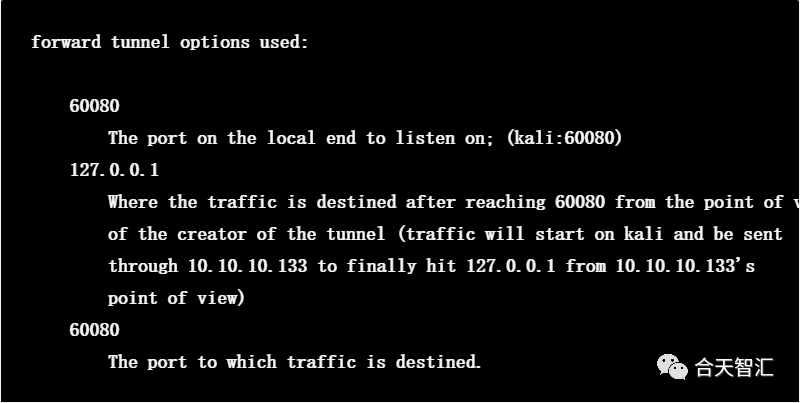 forward tunnel options used:
60080
The port on the local end to listen on; (kali:60080)
127.0.0.1
Where the traffic is destined after reaching 60080 from the point of
of the creator of the tunnel (traffic will start on kali and be sent
through 10.10.10.133 to finally hit 127.0.0.1 from 10.10.10.133's
point of view)
60080
The port to which traffic is destined.
合天智汇